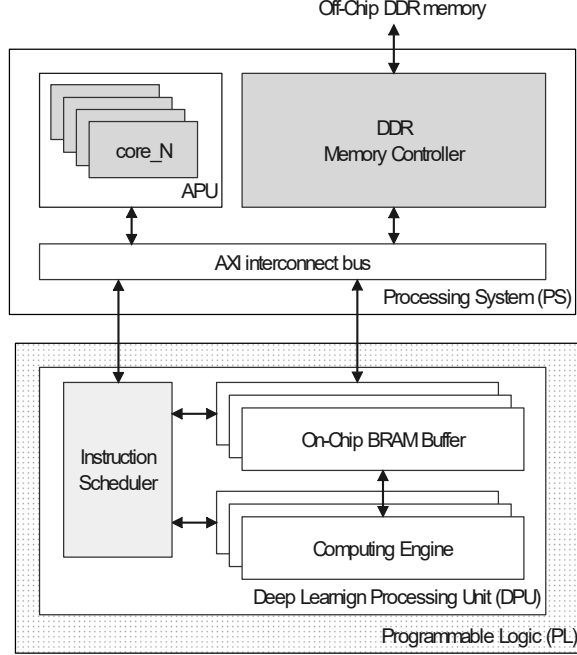 Off-Chip DDR memory
DDR
Memory Controller
core_N
APU
AXI interconnect bus
Processing System (PS)
Instruction
Scheduler
On-Chip BRAM Buffer
Computing Engine
Deep Learnign Processing Unit (DPU)
Programmable Logic (PL)